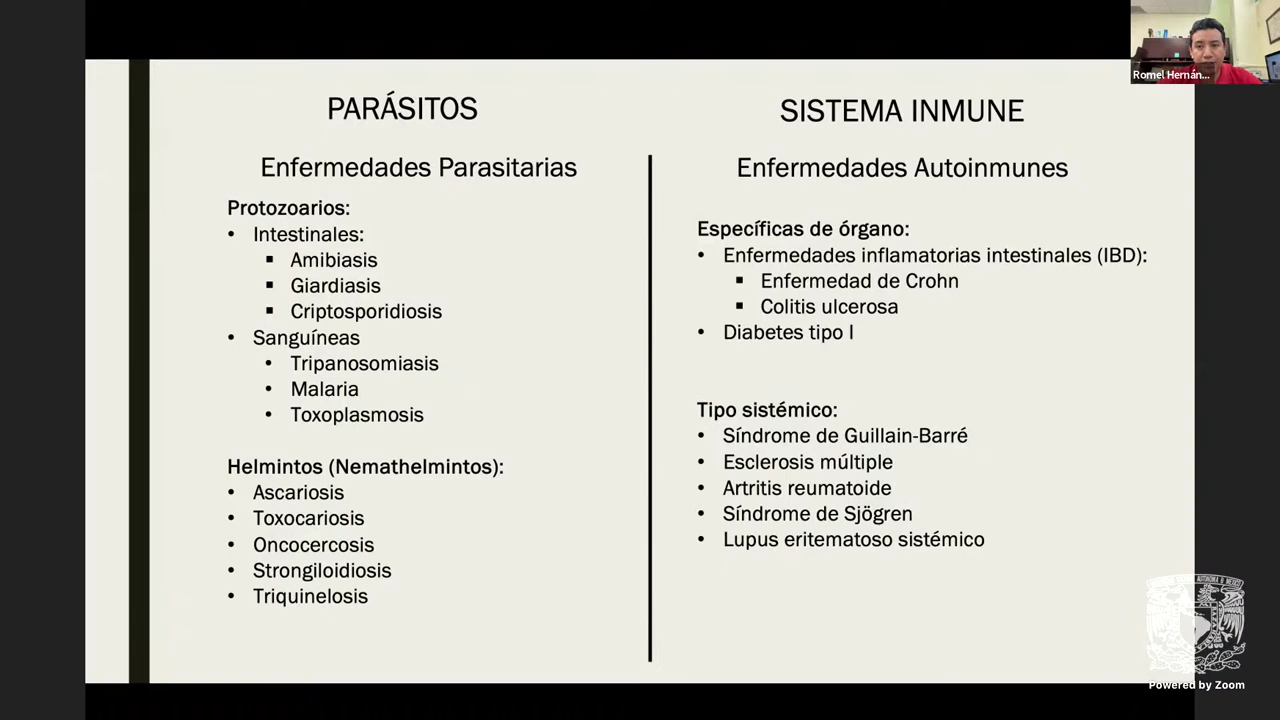 Romel Hernán...
PARÁSITOS
Enfermedades Parasitarias
Protozoarios:
• Intestinales:
▪ Amibiasis
▪ Giardiasis
▪ Criptosporidiosis
• Sanguíneas
• Tripanosomiasis
• Malaria
• Toxoplasmosis
Helmintos (Nemathelmintos):
• Ascariosis
• Toxocariosis
• Oncocercosis
• Strongiloidiosis
• Triquinelosis
SISTEMA INMUNE
Enfermedades Autoinmunes
Específicas de órgano:
• Enfermedades inflamatorias intestinales (IBD):
▪ Enfermedad de Crohn
▪ Colitis ulcerosa
• Diabetes tipo I
Tipo sistémico:
• Síndrome de Guillain-Barré
• Esclerosis múltiple
• Artritis reumatoide
• Síndrome de Sjögren
• Lupus eritematoso sistémico
Powered by Zoom